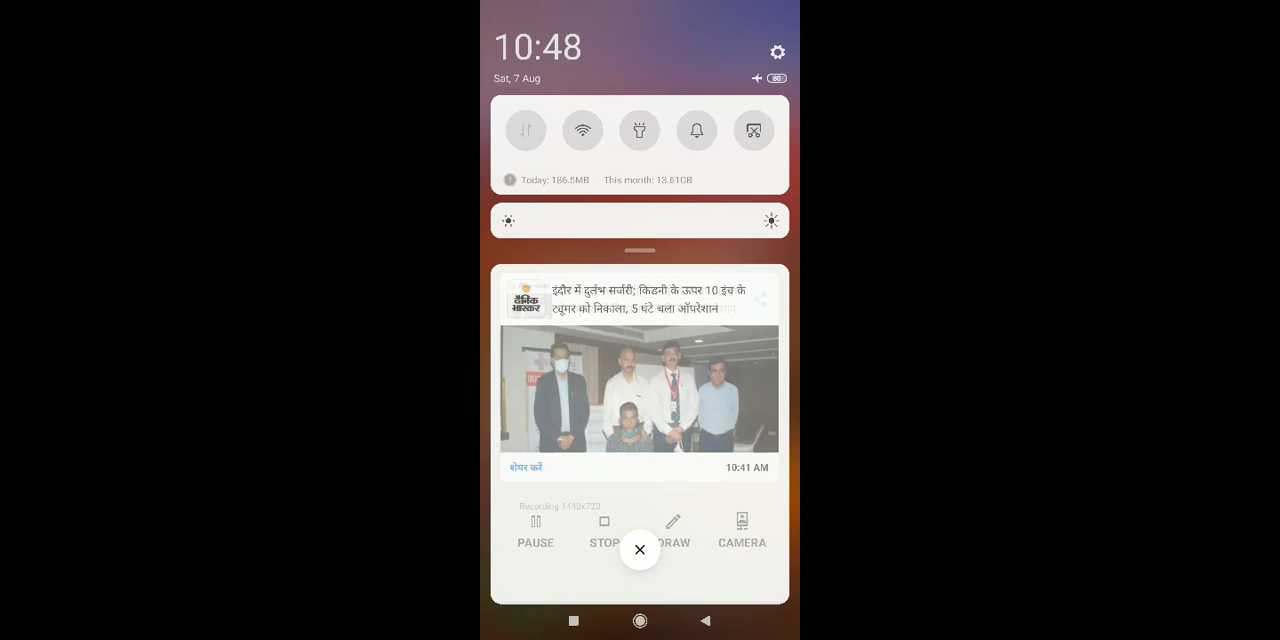 10:48
Sat, 7 Aug
80
Today: 186.5MB This month: 13.61GB
दैनिक
भास्कर
इंदौर में दुर्लभ सर्जरी; किडनी के ऊपर 10 इंच के
ट्यूमर को निकाला, 5 घंटे चला ऑपरेशान
शेयर करें 10:41 AM
Recording 1440x720
PAUSE STOP DRAW CAMERA